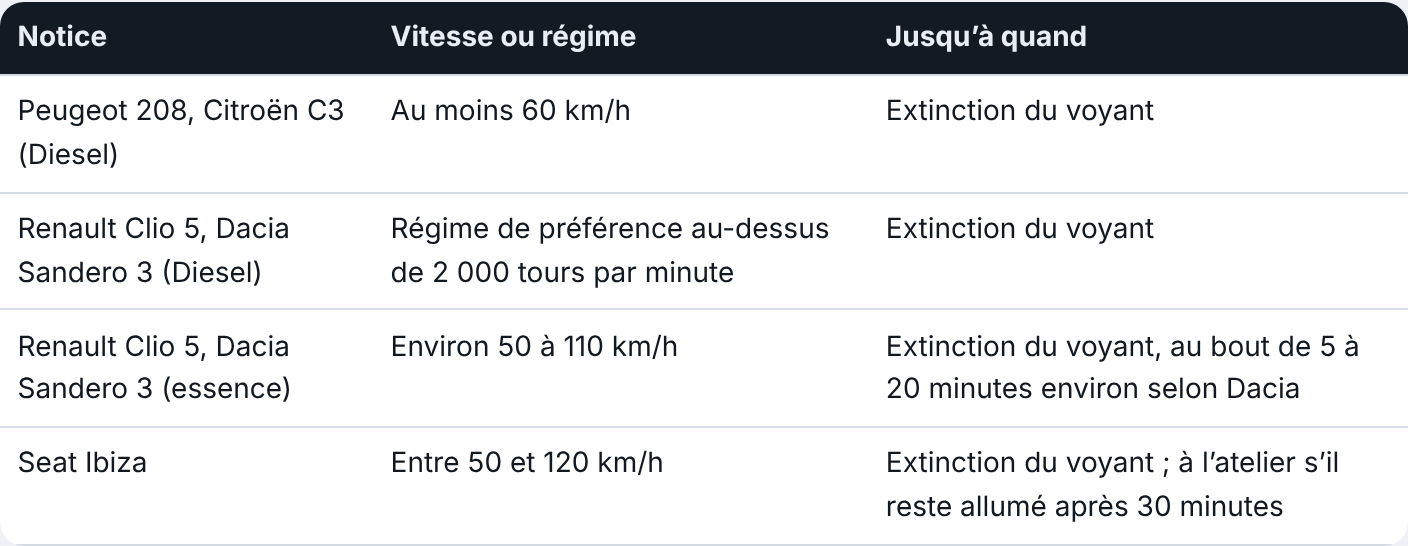 Notice
Vitesse ou régime
Jusqu’à quand
Peugeot 208, Citroën C3
(Diesel)
Au moins 60 km/h
Extinction du voyant
Renault Clio 5, Dacia
Sandero 3 (Diesel)
Régime de préférence au-dessus
de 2 000 tours par minute
Extinction du voyant
Renault Clio 5, Dacia
Sandero 3 (essence)
Environ 50 à 110 km/h
Extinction du voyant, au bout de 5 à
20 minutes environ selon Dacia
Seat Ibiza
Entre 50 et 120 km/h
Extinction du voyant ; à l’atelier s’il
reste allumé après 30 minutes